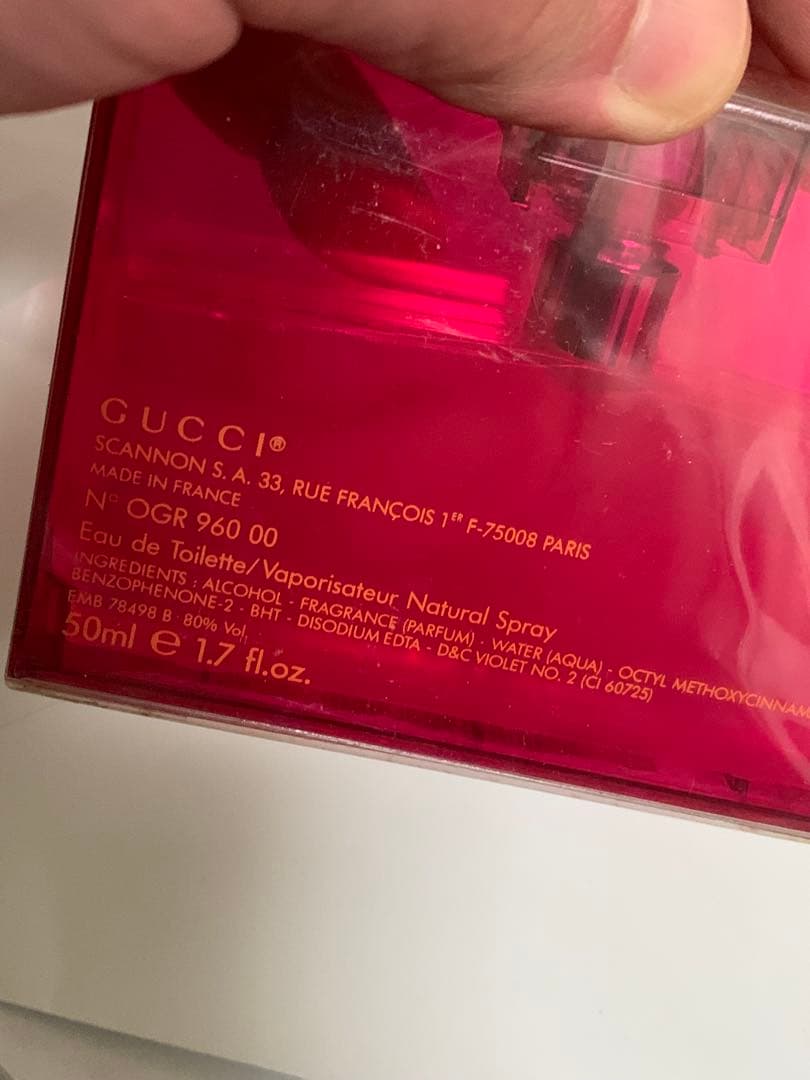 GUCCI®
SCANNON S. A. 33, RUE FRANÇOIS 1ER F-75008 PARIS
MADE IN FRANCE
N° OGR 960 00
Eau de Toilette/Vaporisateur Natural Spray
INGREDIENTS : ALCOHOL - FRAGRANCE (PARFUM) - WATER (AQUA) - OCTYL
BENZOPHENONE-2 - BHT - DISODIUM EDTA - D&C VIOLET NO. 2 (CI 60725)
EMB 78498 B - 80% Vol.
50ml e 1.7 fl.oz.